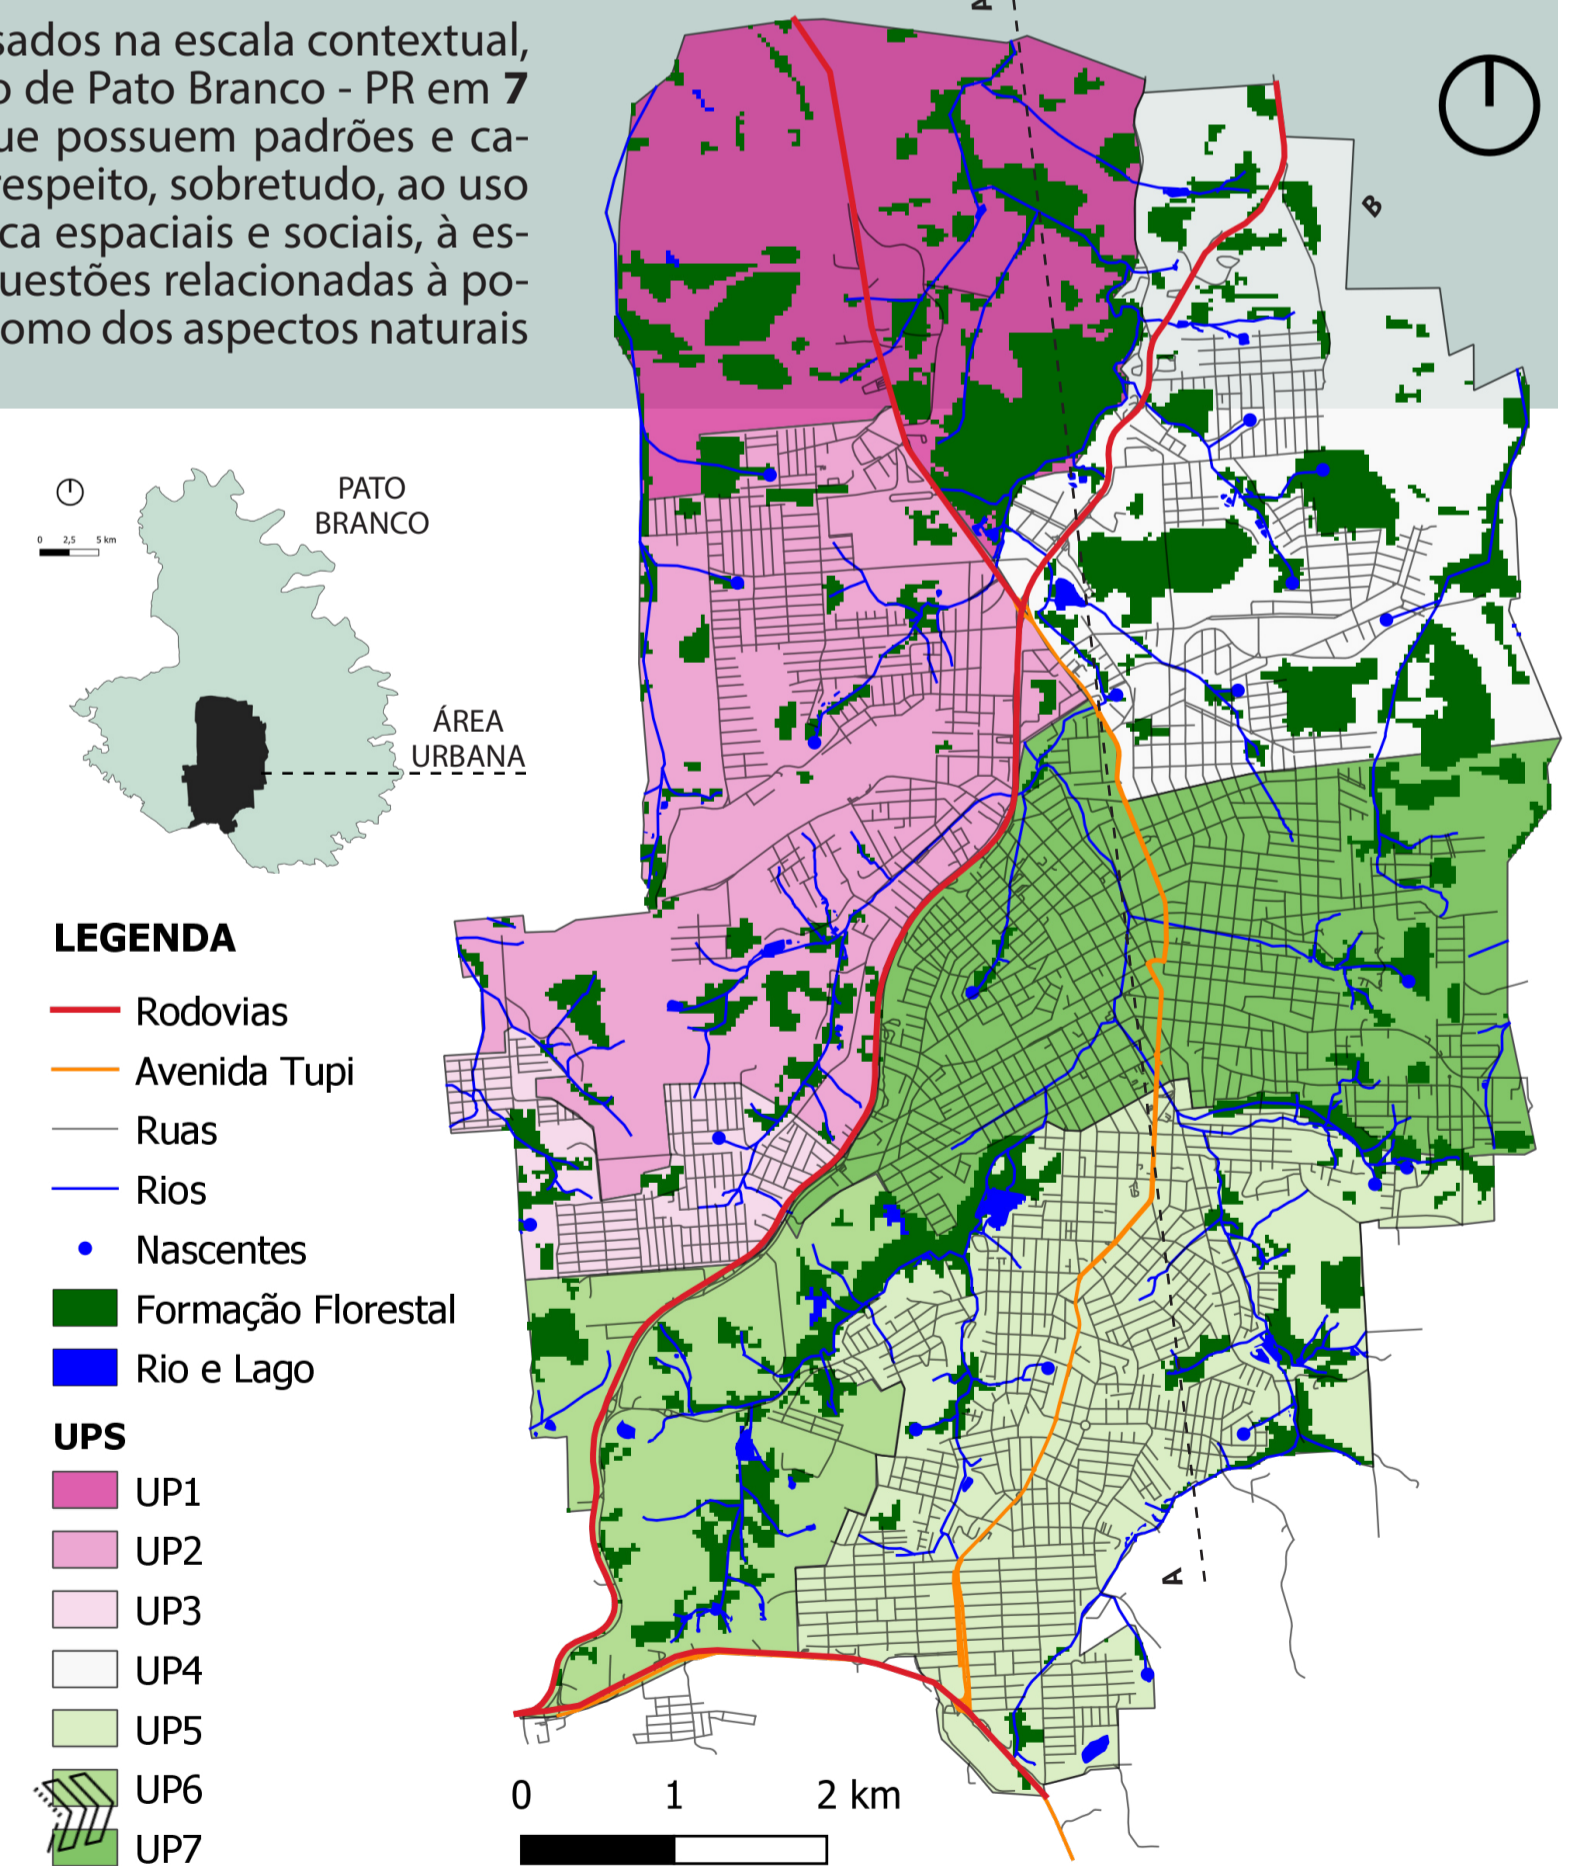 sados na escala contextual,
o de Pato Branco - PR em 7
ue possuem padrões e ca-
respeito, sobretudo, ao uso
ca espaciais e sociais, à es-
uestões relacionadas à po-
omo dos aspectos naturais
A
B
PATO
BRANCO
0 2,5 5 km
ÁREA
URBANA
LEGENDA
Rodovias
Avenida Tupi
Ruas
Rios
Nascentes
Formação Florestal
Rio e Lago
UPS
UP1
UP2
UP3
UP4
UP5
UP6
UP7
A
0 1 2 km